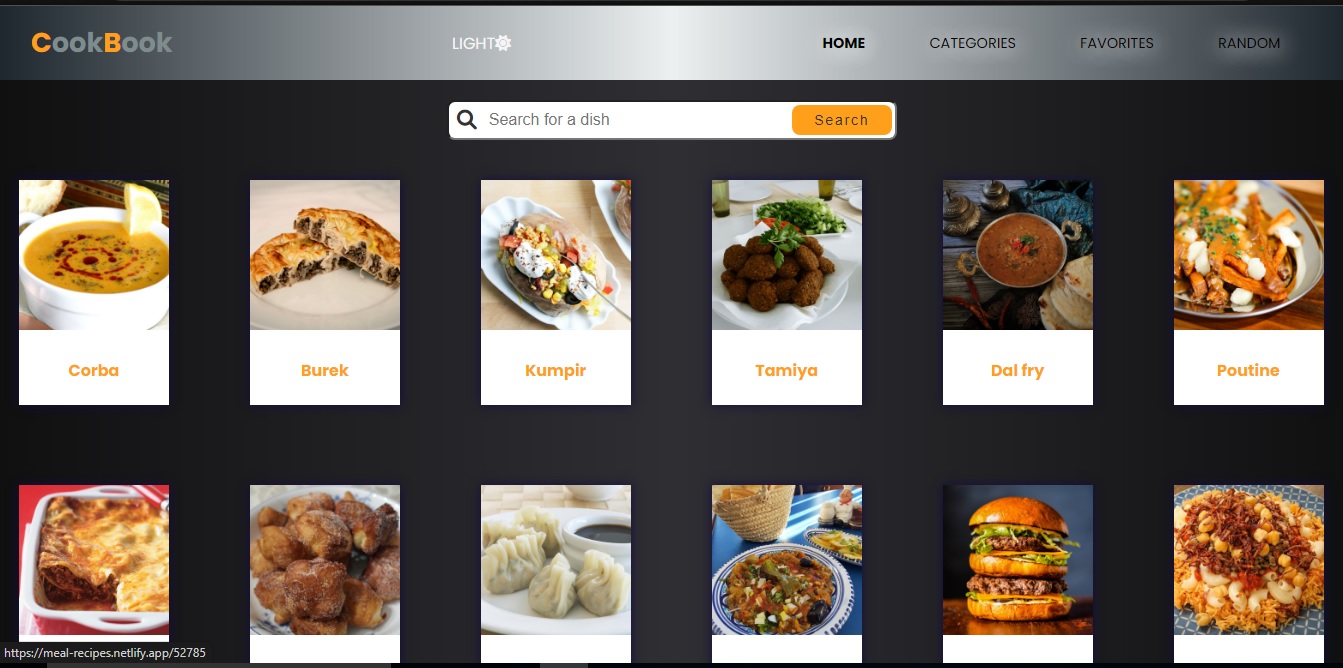 CookBook
LIGHT
HOME
CATEGORIES
FAVORITES
RANDOM
Search for a dish
Search
Corba
Burek
Kumpir
Tamiya
Dal fry
Poutine
https://meal-recipes.netlify.app/52785